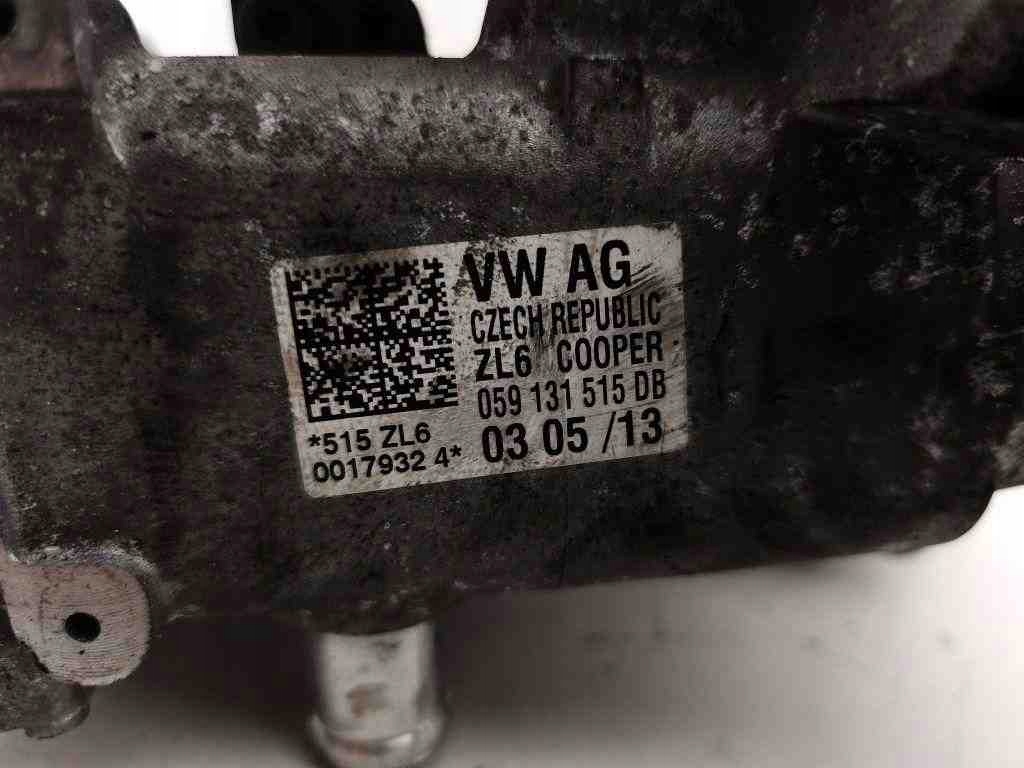 VW AG
CZECH REPUBLIC
ZL6 COOPER
059 131 515 DB
03 05 /13
*515 ZL6
0017932 4*